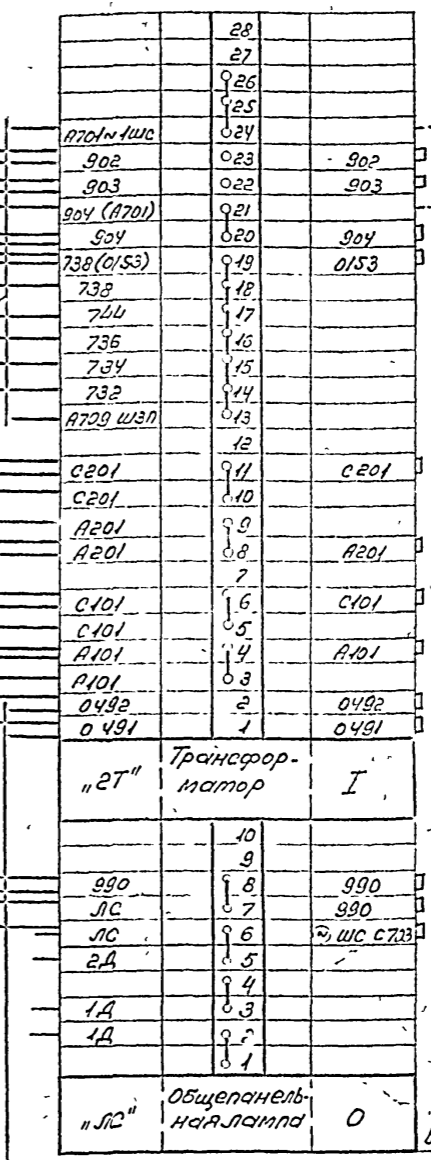 28
27
26
25
А701~1ШС 24
902 23 902
903 22 903
904 (А701) 21
904 20 904
738(0153) 19 0153
738 18
744 17
736 16
734 15
732 14
А709 ШЗП 13
12
С201 11 С201
С201 10
А201 9
А201 8 А201
7
С101 6 С101
С101 5
А101 4 А101
А101 3
0492 2 0492
0491 1 0491
"2Т" Трансфор-
матор I
10
9
990 8 990
ЛС 7 990
ЛС 6 ~ ШС С703
2Д 5
4
1Д 3
1Д 2
1
"ЛС" Общепанель-
ная лампа О